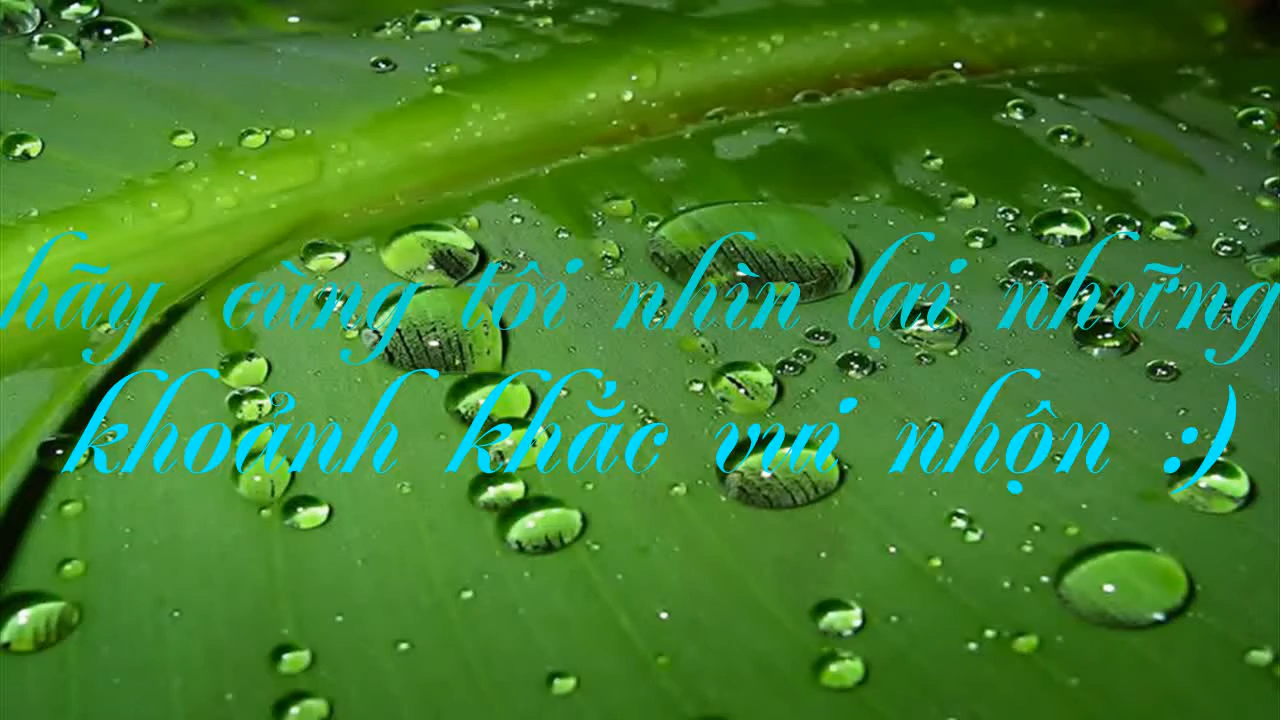 hãy cùng tôi nhìn lại những
khoảnh khắc vui nhộn :)